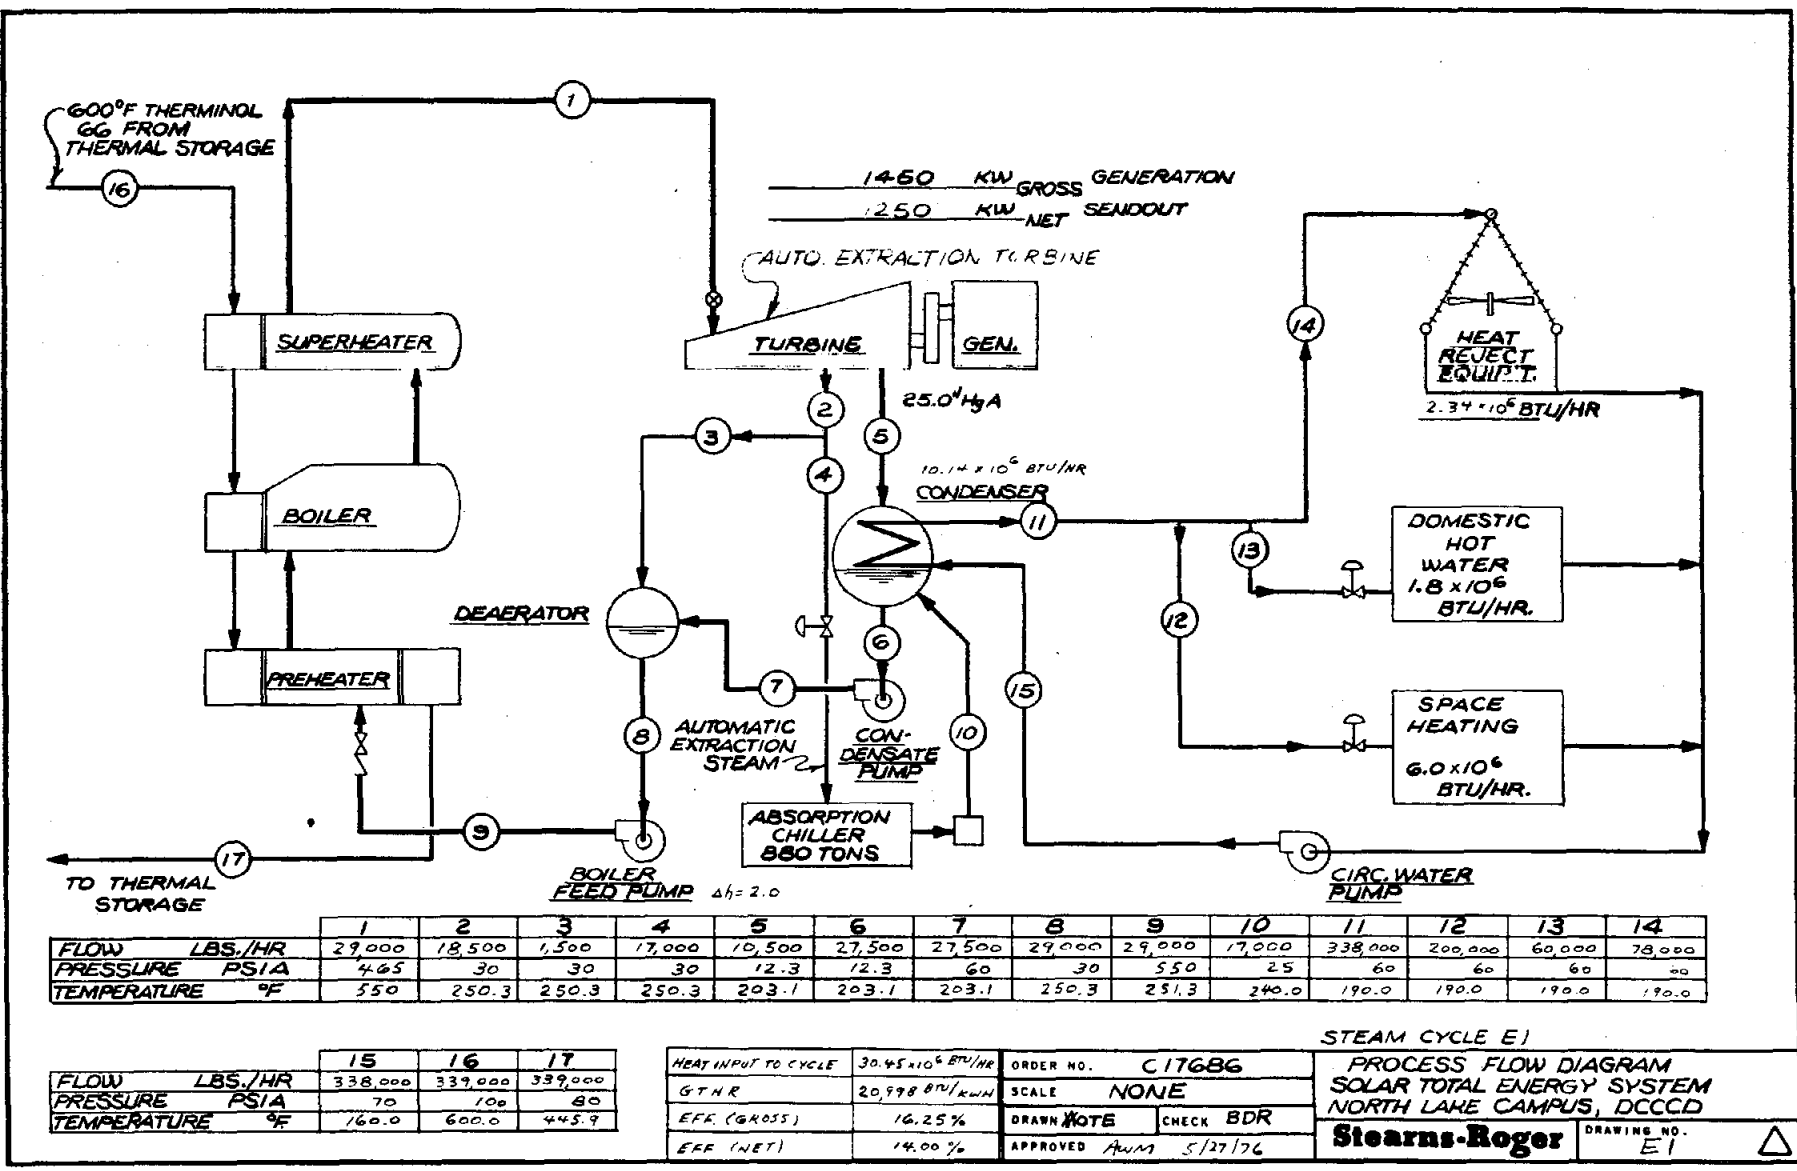 600°F THERMINOL
66 FROM
THERMAL STORAGE
16
1
1450 KW GROSS GENERATION
1250 KW NET SENDOUT
AUTO. EXTRACTION TURBINE
SUPERHEATER
TURBINE
GEN.
14
HEAT
REJECT
EQUIP'T.
2.34 × 10⁶ BTU/HR
2
25.0" HgA
3
5
4
10.14 × 10⁶ BTU/HR
CONDENSER
BOILER
11
13
DOMESTIC
HOT
WATER
1.8 × 10⁶
BTU/HR.
DEAERATOR
12
6
PREHEATER
7
15
SPACE
HEATING
6.0 × 10⁶
BTU/HR.
8
AUTOMATIC
EXTRACTION
STEAM
CON-
DENSATE
PUMP
10
9
ABSORPTION
CHILLER
880 TONS
17
TO THERMAL
STORAGE
BOILER
FEED PUMP Δh = 2.0
CIRC. WATER
PUMP
1 2 3 4 5 6 7 8 9 10 11 12 13 14
FLOW LBS./HR 29,000 18,500 1,500 17,000 10,500 27,500 27,500 29,000 29,000 17,000 338,000 200,000 60,000 78,000
PRESSURE PSIA 465 30 30 30 12.3 12.3 60 30 550 25 60 60 60 60
TEMPERATURE °F 550 250.3 250.3 250.3 203.1 203.1 203.1 250.3 251.3 240.0 190.0 190.0 190.0 190.0
15 16 17
FLOW LBS./HR 338,000 339,000 339,000
PRESSURE PSIA 70 100 80
TEMPERATURE °F 160.0 600.0 445.9
HEAT INPUT TO CYCLE 30.45 × 10⁶ BTU/HR
GTHR 20,998 BTU/KWH
EFF. (GROSS) 16.25%
EFF (NET) 14.00%
ORDER NO. C17686
SCALE NONE
DRAWN HOTE CHECK BDR
APPROVED AWM 5/27/76
STEAM CYCLE E1
PROCESS FLOW DIAGRAM
SOLAR TOTAL ENERGY SYSTEM
NORTH LAKE CAMPUS, DCCCD
Stearns-Roger
DRAWING NO.
E1